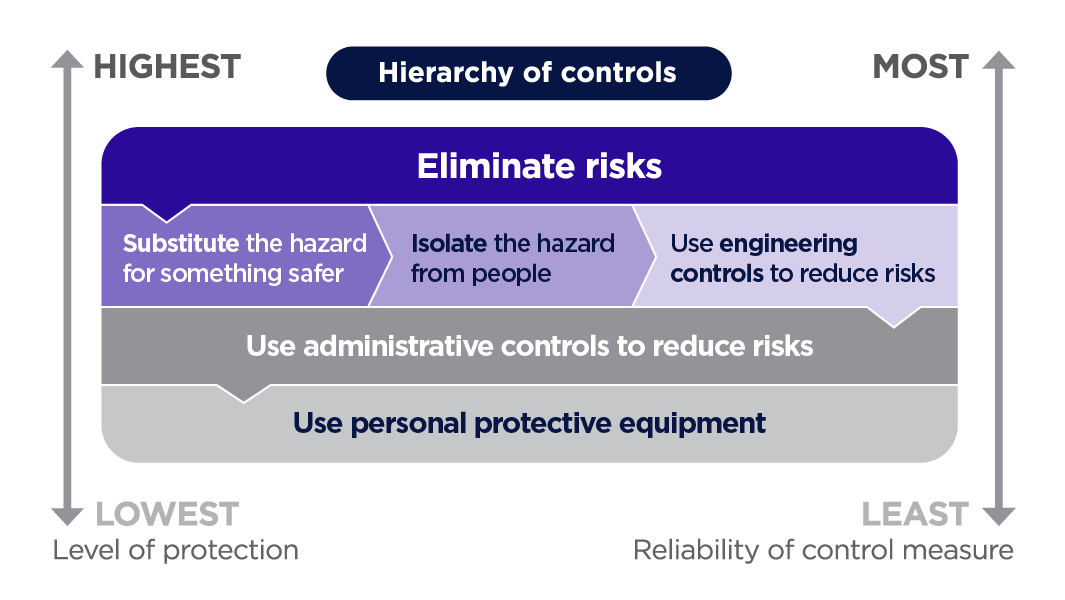 HIGHEST
Hierarchy of controls
MOST
Eliminate risks
Substitute the hazard
for something safer
Isolate the hazard
from people
Use engineering
controls to reduce risks
Use administrative controls to reduce risks
Use personal protective equipment
LOWEST
Level of protection
LEAST
Reliability of control measure